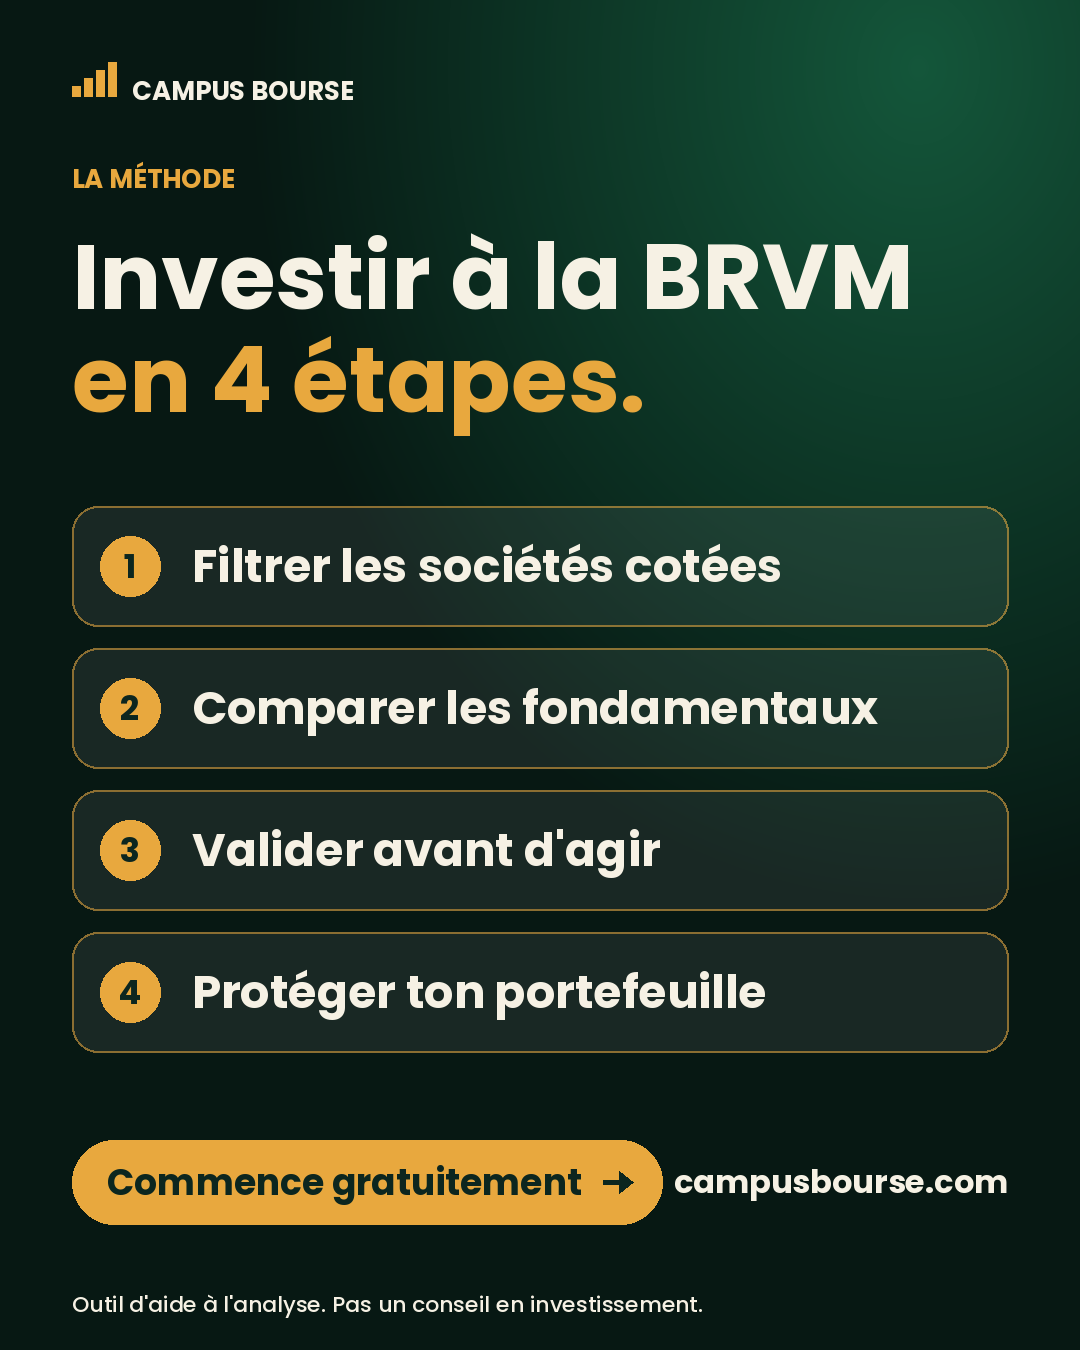 CAMPUS BOURSE
LA MÉTHODE
Investir à la BRVM
en 4 étapes.
1 Filtrer les sociétés cotées
2 Comparer les fondamentaux
3 Valider avant d'agir
4 Protéger ton portefeuille
Commence gratuitement → campusbourse.com
Outil d'aide à l'analyse. Pas un conseil en investissement.